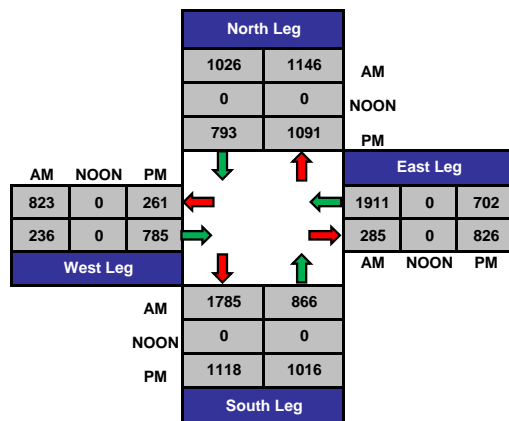 North Leg
1026 1146 AM
0 0 NOON
793 1091 PM
AM NOON PM East Leg
823 0 261 1911 0 702
236 0 785 285 0 826
West Leg AM NOON PM
AM 1785 866
NOON 0 0
PM 1118 1016
South Leg